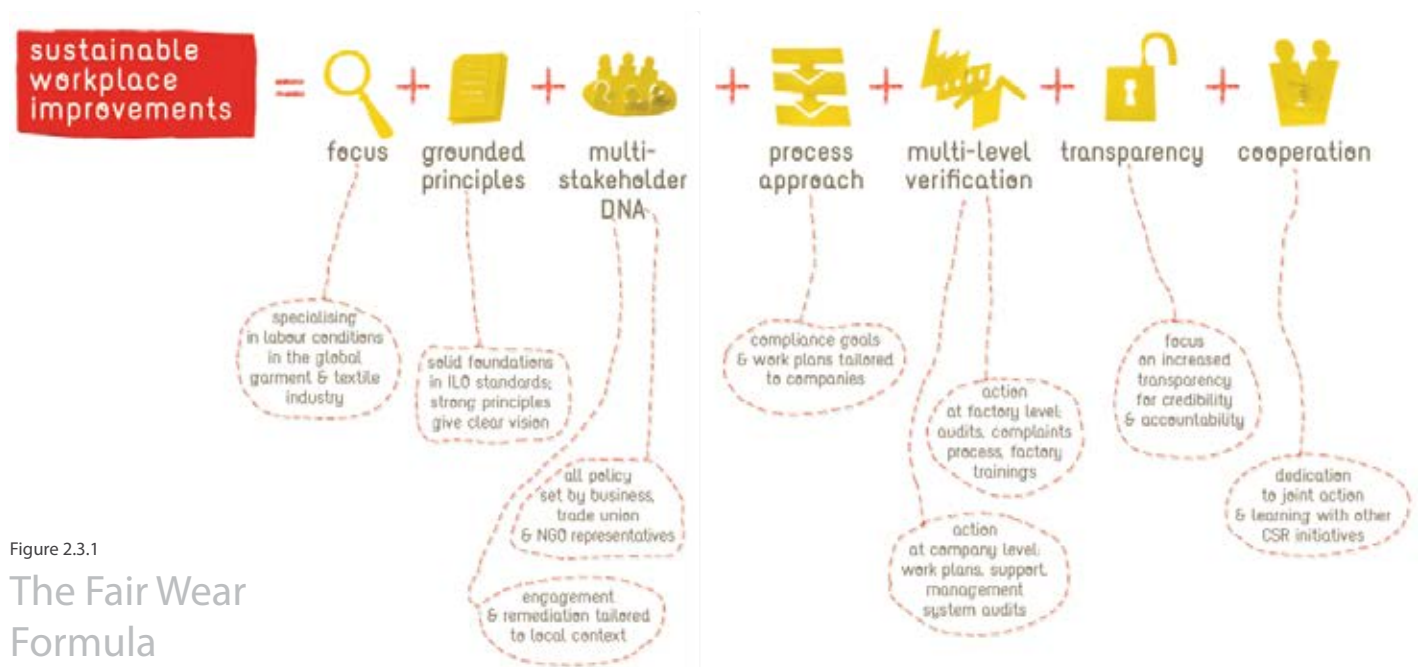 sustainable
workplace
improvements
=
+
+
+
+
+
+
focus
grounded
principles
multi-
stakeholder
DNA
process
approach
multi-level
verification
transparency
cooperation
specialising
in labour conditions
in the global
garment & textile
industry
solid foundations
in ILO standards;
strong principles
give clear vision
all policy
set by business,
trade union
& NGO representatives
engagement
& remediation tailored
to local context
compliance goals
& work plans tailored
to companies
action
at factory level:
audits, complaints
process, factory
trainings
action
at company level:
work plans, support,
management
system audits
focus
on increased
transparency
for credibility
& accountability
dedication
to joint action
& learning with other
CSR initiatives
Figure 2.3.1
The Fair Wear
Formula